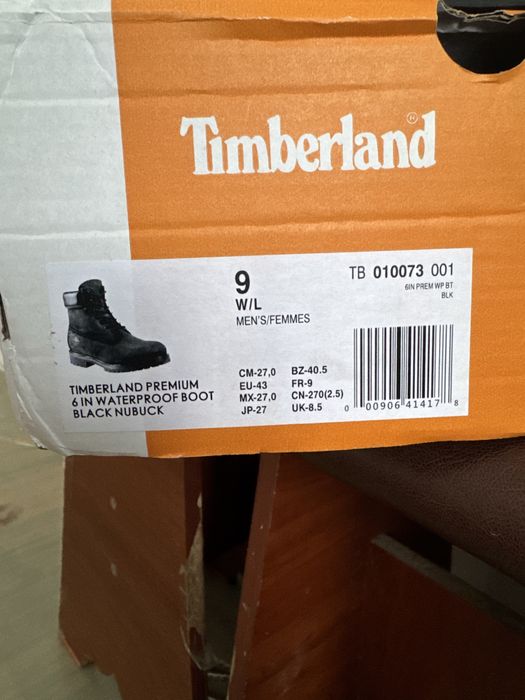 Timberland®
9
W/L
MEN'S/FEMMES
TB 010073 001
6IN PREM WP BT
BLK
TIMBERLAND PREMIUM
6 IN WATERPROOF BOOT
BLACK NUBUCK
CM-27,0 BZ-40.5
EU-43 FR-9
MX-27,0 CN-270(2.5)
JP-27 UK-8.5
0 00906 41417 8